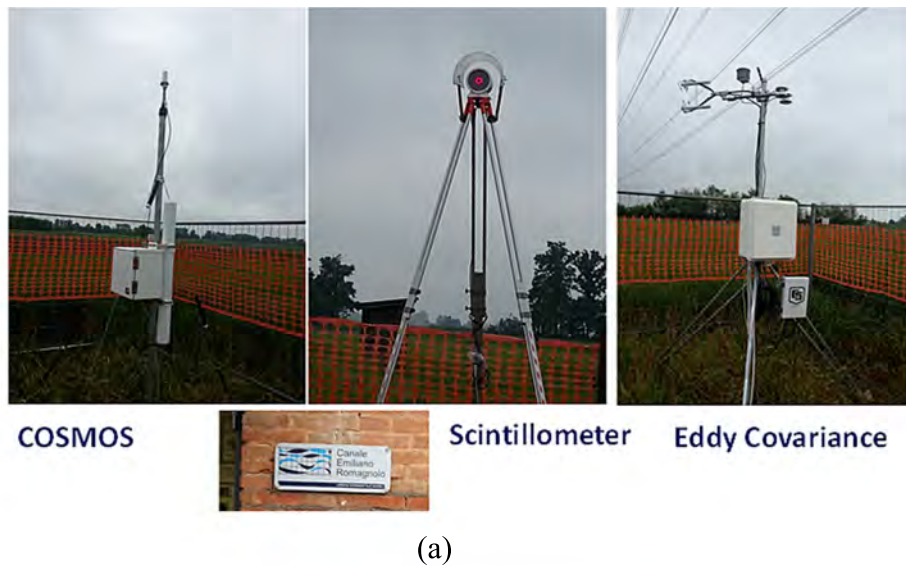 COSMOS
Scintillometer
Eddy Covariance
Canale
Emiliano
Romagnolo
(a)